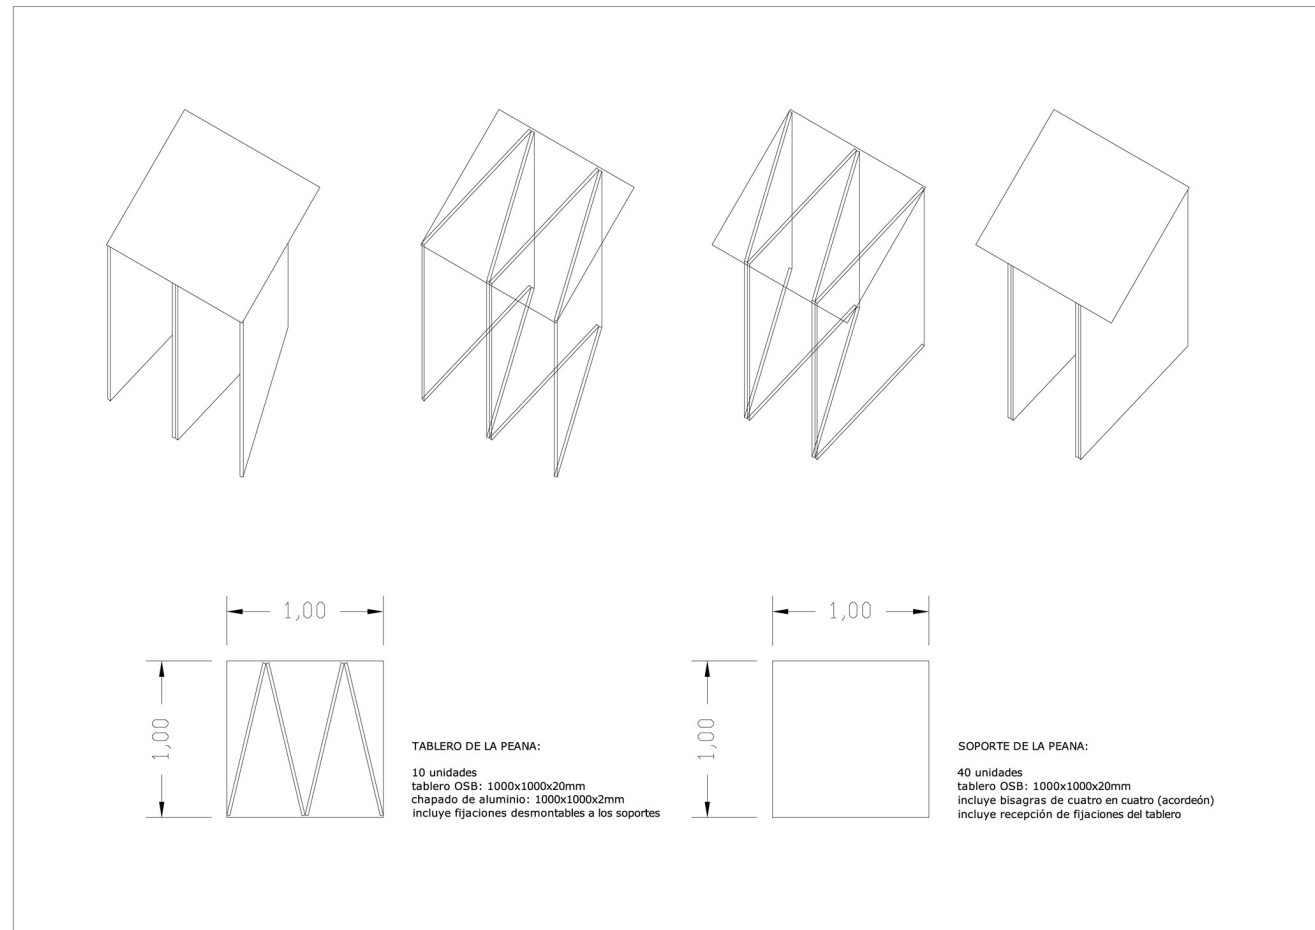 1,00
1,00
TABLERO DE LA PEANA:
10 unidades
tablero OSB: 1000x1000x20mm
chapado de aluminio: 1000x1000x2mm
incluye fijaciones desmontables a los soportes
1,00
1,00
SOPORTE DE LA PEANA:
40 unidades
tablero OSB: 1000x1000x20mm
incluye bisagras de cuatro en cuatro (acordeón)
incluye recepción de fijaciones del tablero